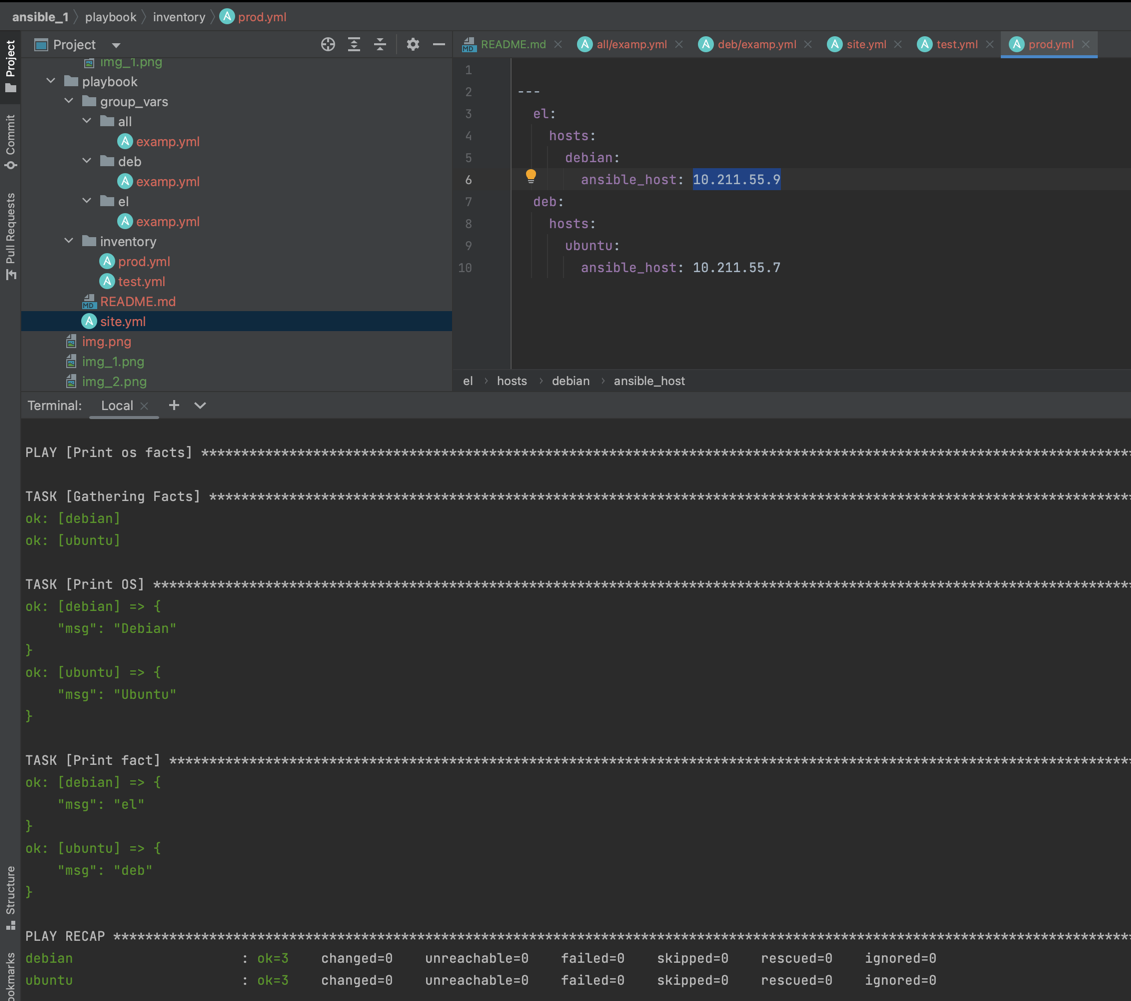 ansible_1 playbook inventory prod.yml
Project
Commit
Pull Requests
Structure
Project
img_1.png
playbook
group_vars
all
examp.yml
deb
examp.yml
el
examp.yml
inventory
prod.yml
test.yml
README.md
site.yml
img.png
img_1.png
img_2.png
README.md all/examp.yml deb/examp.yml site.yml test.yml prod.yml
1
2 ---
3 el:
4 hosts:
5 debian:
6 ansible_host: 10.211.55.9
7 deb:
8 hosts:
9 ubuntu:
10 ansible_host: 10.211.55.7
el hosts debian ansible_host
Terminal: Local
PLAY [Print os facts] ********************************************************************************************************************
TASK [Gathering Facts] *******************************************************************************************************************
ok: [debian]
ok: [ubuntu]
TASK [Print OS] **************************************************************************************************************************
ok: [debian] => {
"msg": "Debian"
}
ok: [ubuntu] => {
"msg": "Ubuntu"
}
TASK [Print fact] ************************************************************************************************************************
ok: [debian] => {
"msg": "el"
}
ok: [ubuntu] => {
"msg": "deb"
}
PLAY RECAP *******************************************************************************************************************************
debian : ok=3 changed=0 unreachable=0 failed=0 skipped=0 rescued=0 ignored=0
ubuntu : ok=3 changed=0 unreachable=0 failed=0 skipped=0 rescued=0 ignored=0